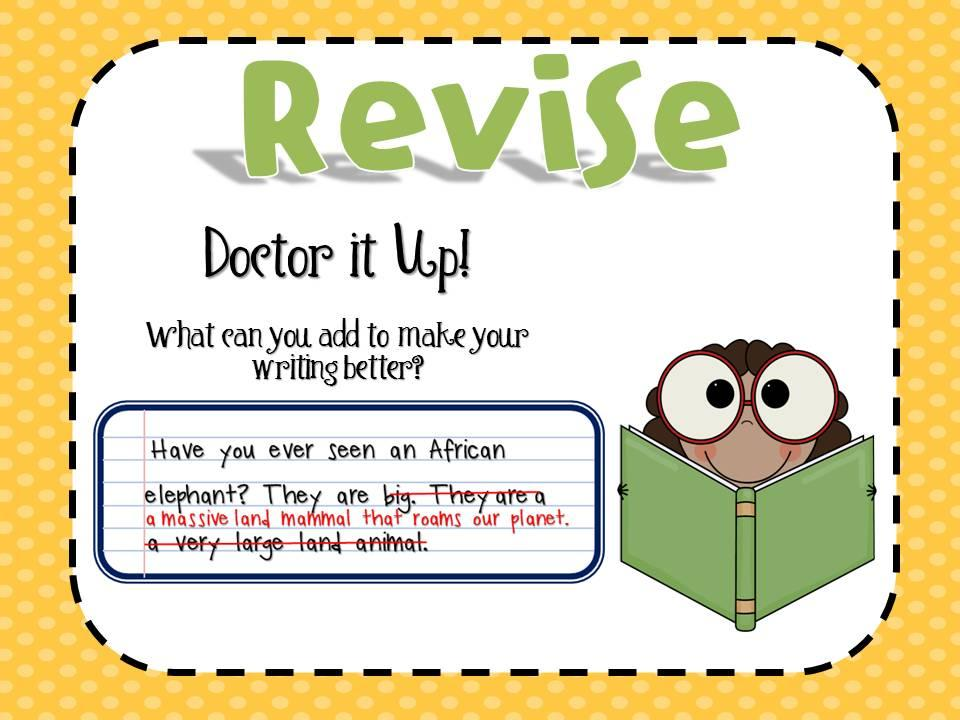 Revise
Doctor it Up!
What can you add to make your
writing better?
Have you ever seen an African
elephant? They are big. They are a
a massive land mammal that roams our planet.
a very large land animal.